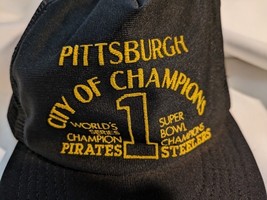 PITTSBURGH
CITY OF CHAMPIONS
WORLD'S
SERIES
CHAMPION
PIRATES
1
SUPER
BOWL
CHAMPIONS
STEELERS